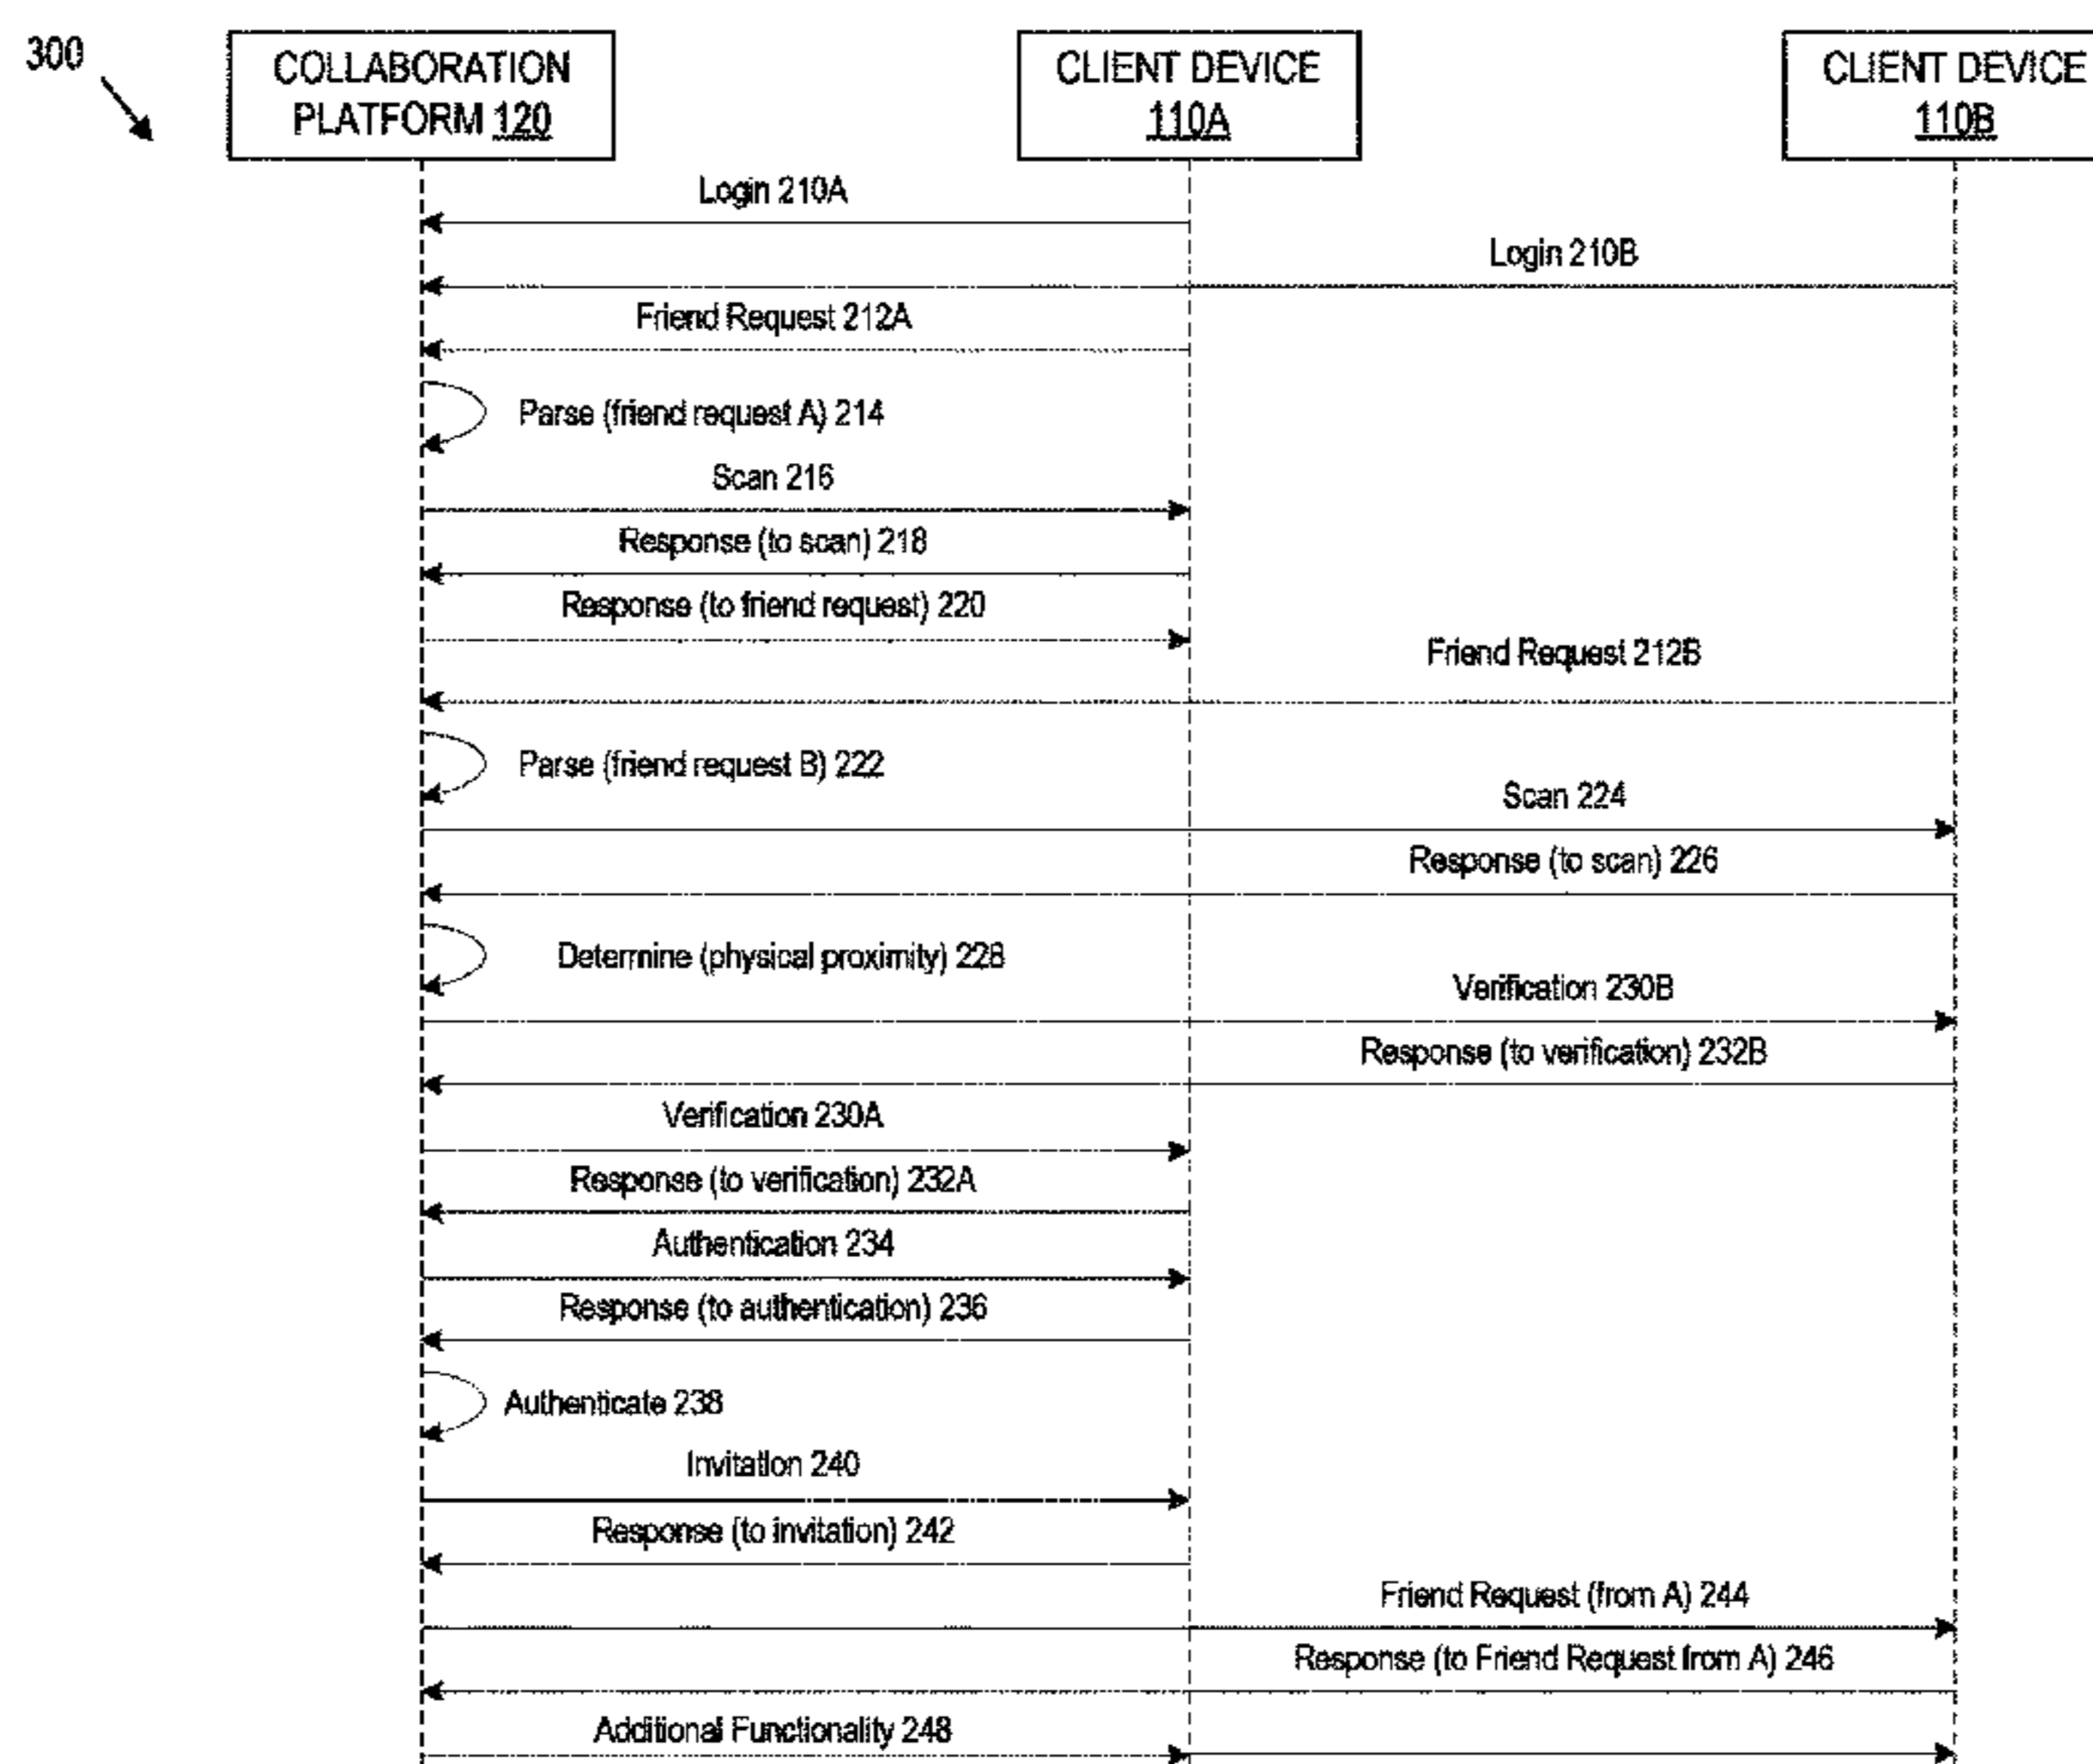 300
COLLABORATION
PLATFORM 120
CLIENT DEVICE
110A
CLIENT DEVICE
110B
Login 210A
Login 210B
Friend Request 212A
Parse (friend request A) 214
Scan 216
Response (to scan) 218
Response (to friend request) 220
Friend Request 212B
Parse (friend request B) 222
Scan 224
Response (to scan) 226
Determine (physical proximity) 228
Verification 230B
Response (to verification) 232B
Verification 230A
Response (to verification) 232A
Authentication 234
Response (to authentication) 236
Authenticate 238
Invitation 240
Response (to invitation) 242
Friend Request (from A) 244
Response (to Friend Request from A) 246
Additional Functionality 248